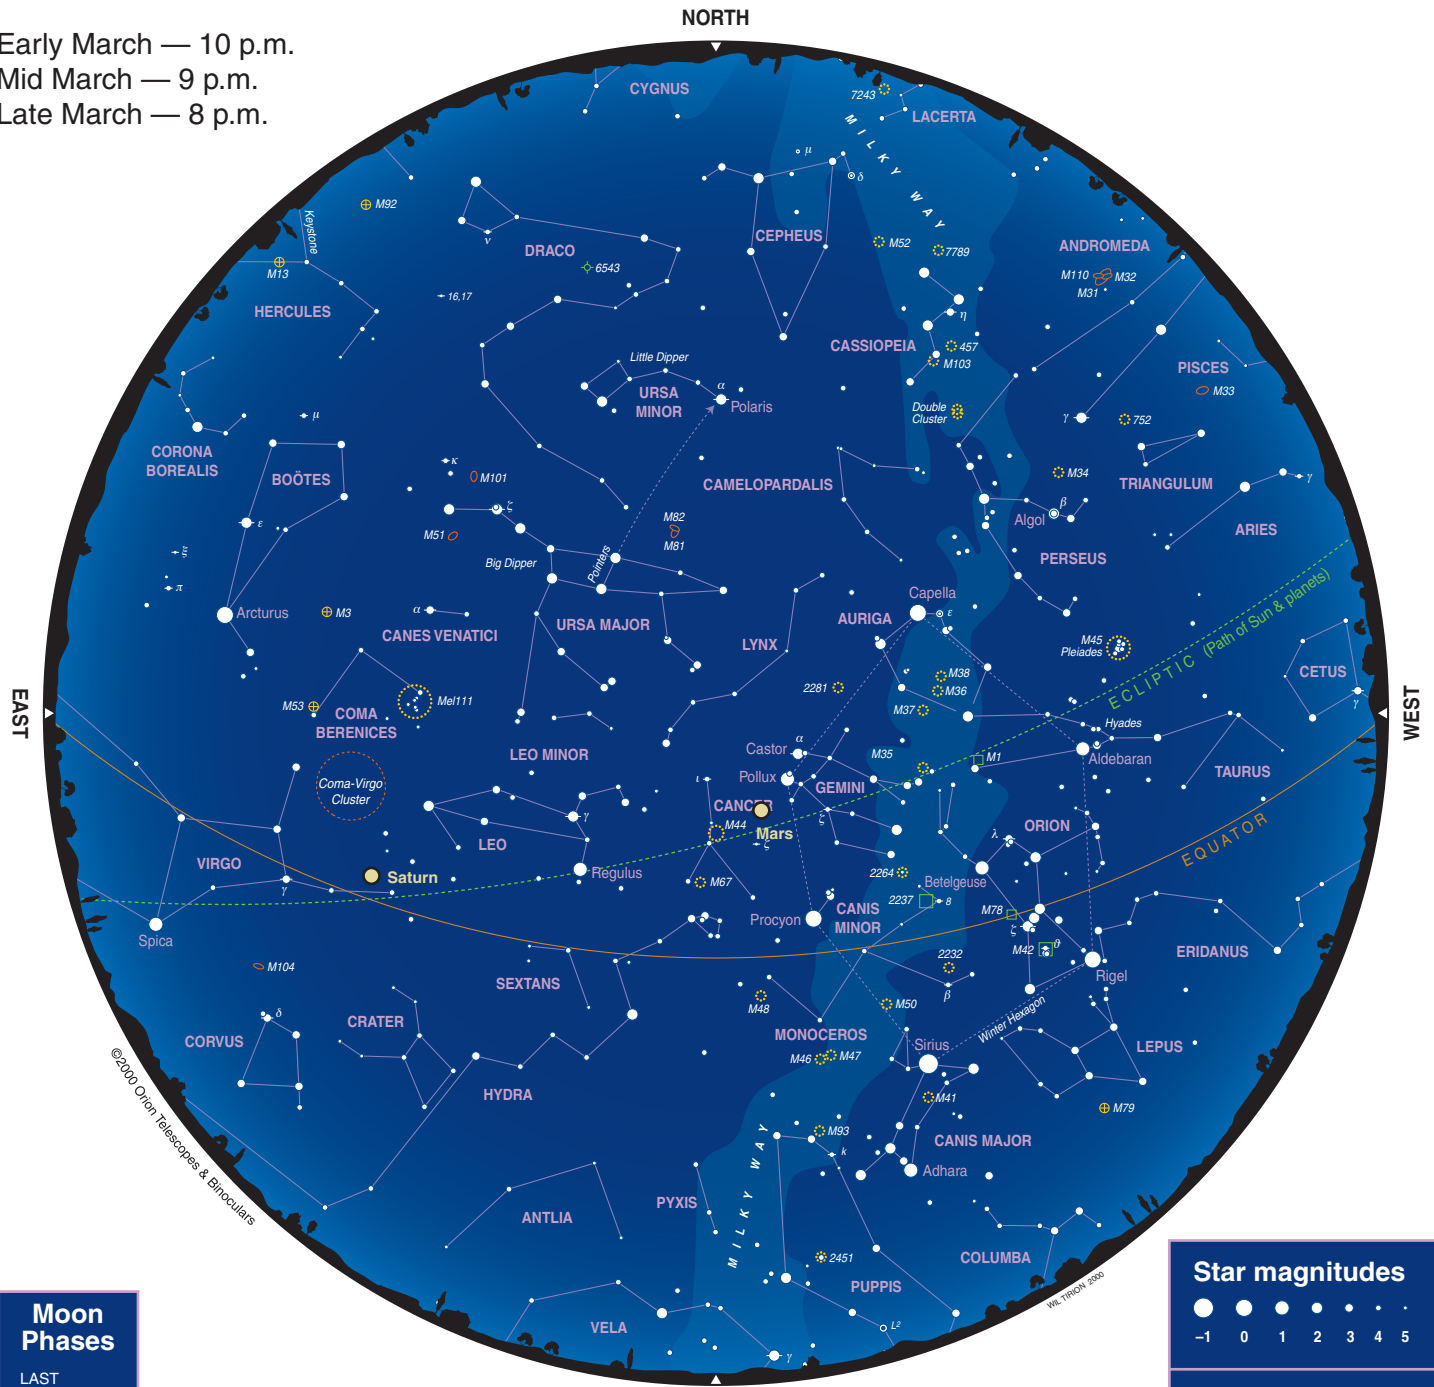 NORTH
Early March — 10 p.m.
Mid March — 9 p.m.
Late March — 8 p.m.
CYGNUS
7243
LACERTA
MILKY WAY
μ
δ
M92
Keystone
M13
HERCULES
ν
DRACO
6543
16,17
CEPHEUS
M52
7789
ANDROMEDA
M110
M32
M31
η
CASSIOPEIA
457
M103
PISCES
M33
Little Dipper
URSA
MINOR
α
Polaris
Double
Cluster
γ
752
μ
CORONA
BOREALIS
BOÖTES
κ
M101
CAMELOPARDALIS
M34
TRIANGULUM
γ
ARIES
ζ
ε
M51
M82
M81
Algol
β
PERSEUS
Big Dipper
Pointers
ξ
π
Arcturus
M3
α
CANES VENATICI
URSA MAJOR
LYNX
AURIGA
Capella
ε
M45
Pleiades
ECLIPTIC (Path of Sun & planets)
CETUS
γ
EAST
WEST
M53
COMA
BERENICES
Mel111
LEO MINOR
2281
M38
M36
M37
Hyades
Aldebaran
TAURUS
Coma-Virgo
Cluster
Castor
α
Pollux
M35
M1
GEMINI
ι
CANCER
Mars
M44
ζ
ζ
LEO
γ
Regulus
λ
ORION
EQUATOR
VIRGO
γ
Saturn
M67
2264
Betelgeuse
2237
8
M78
Procyon
CANIS
MINOR
ζ
M42
ϑ
Rigel
ERIDANUS
Spica
M104
SEXTANS
M48
2232
β
M50
Winter Hexagon
CORVUS
δ
CRATER
MONOCEROS
M46
M47
Sirius
LEPUS
HYDRA
M41
M79
M93
k
CANIS MAJOR
Adhara
MILKY WAY
PYXIS
ANTLIA
2451
PUPPIS
COLUMBA
L²
VELA
γ
©2000 Orion Telescopes & Binoculars
WIL TIRION 2000
Moon
Phases
LAST
Star magnitudes
–1 0 1 2 3 4 5